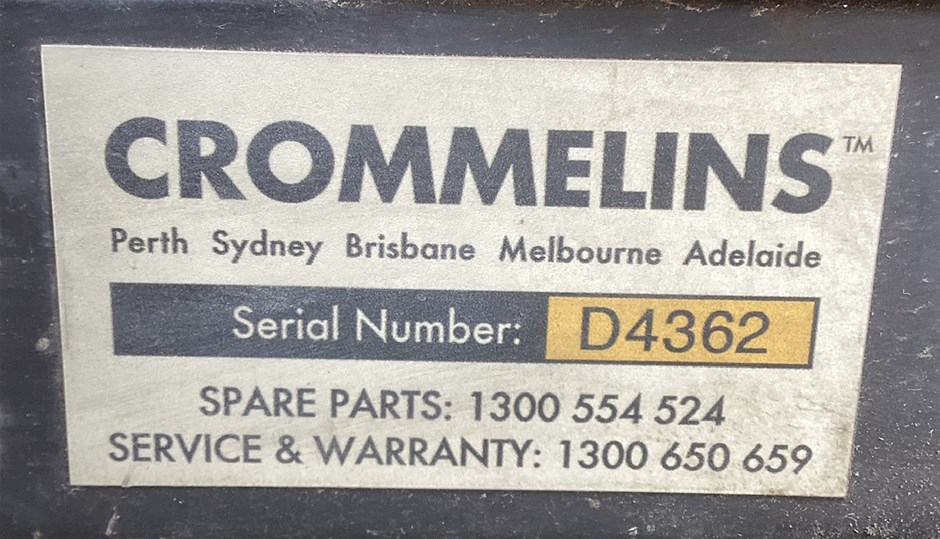 CROMMELINS™
Perth Sydney Brisbane Melbourne Adelaide
Serial Number: D4362
SPARE PARTS: 1300 554 524
SERVICE & WARRANTY: 1300 650 659